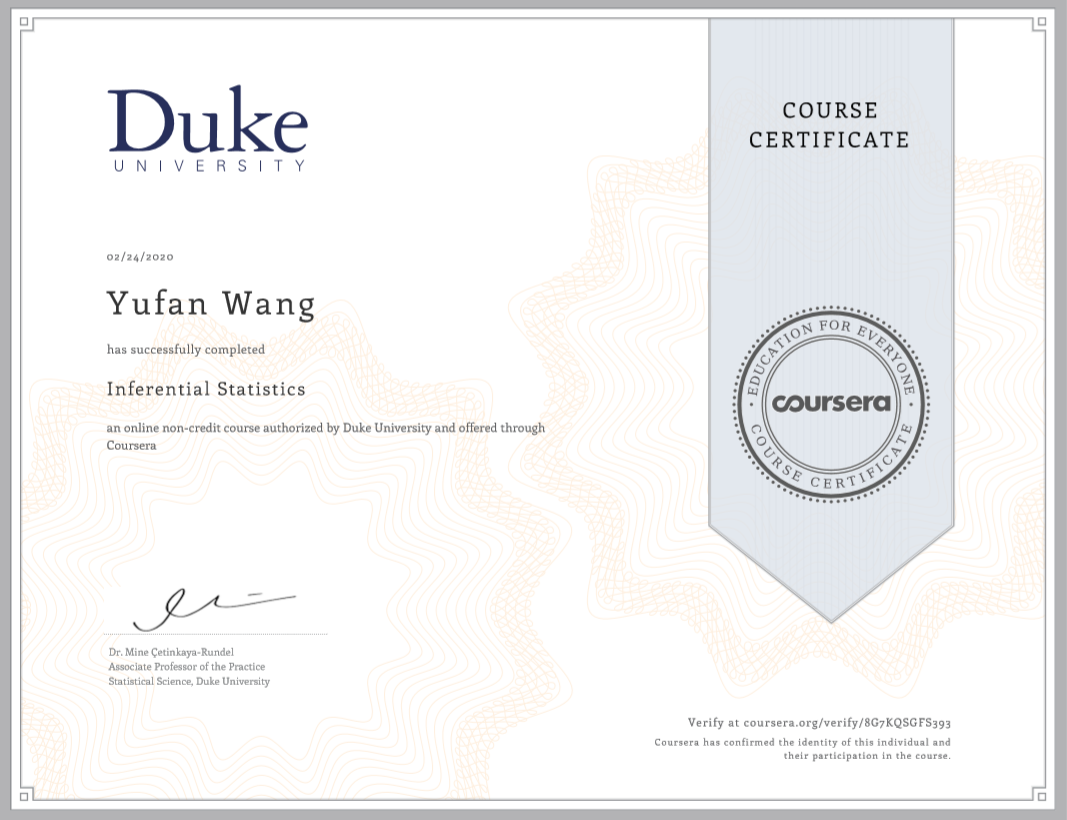 Duke
UNIVERSITY
COURSE
CERTIFICATE
02/24/2020
Yufan Wang
has successfully completed
Inferential Statistics
an online non-credit course authorized by Duke University and offered through
Coursera
EDUCATION FOR EVERYONE
coursera
COURSE CERTIFICATE
Dr. Mine Çetinkaya-Rundel
Associate Professor of the Practice
Statistical Science, Duke University
Verify at coursera.org/verify/8G7KQSGFS393
Coursera has confirmed the identity of this individual and
their participation in the course.